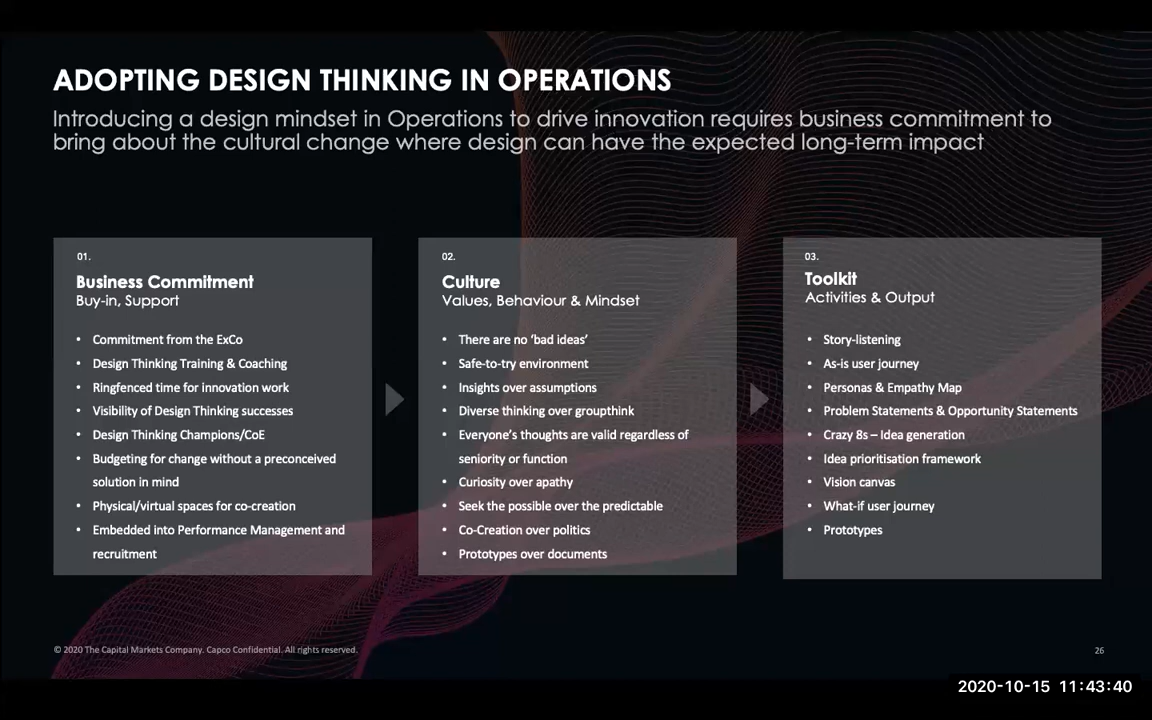 ADOPTING DESIGN THINKING IN OPERATIONS
Introducing a design mindset in Operations to drive innovation requires business commitment to
bring about the cultural change where design can have the expected long-term impact
01.
Business Commitment
Buy-in, Support
• Commitment from the ExCo
• Design Thinking Training & Coaching
• Ringfenced time for innovation work
• Visibility of Design Thinking successes
• Design Thinking Champions/CoE
• Budgeting for change without a preconceived
solution in mind
• Physical/virtual spaces for co-creation
• Embedded into Performance Management and
recruitment
02.
Culture
Values, Behaviour & Mindset
• There are no ‘bad ideas’
• Safe-to-try environment
• Insights over assumptions
• Diverse thinking over groupthink
• Everyone’s thoughts are valid regardless of
seniority or function
• Curiosity over apathy
• Seek the possible over the predictable
• Co-Creation over politics
• Prototypes over documents
03.
Toolkit
Activities & Output
• Story-listening
• As-is user journey
• Personas & Empathy Map
• Problem Statements & Opportunity Statements
• Crazy 8s – Idea generation
• Idea prioritisation framework
• Vision canvas
• What-if user journey
• Prototypes
© 2020 The Capital Markets Company. Capco Confidential. All rights reserved.
26
2020-10-15 11:43:40